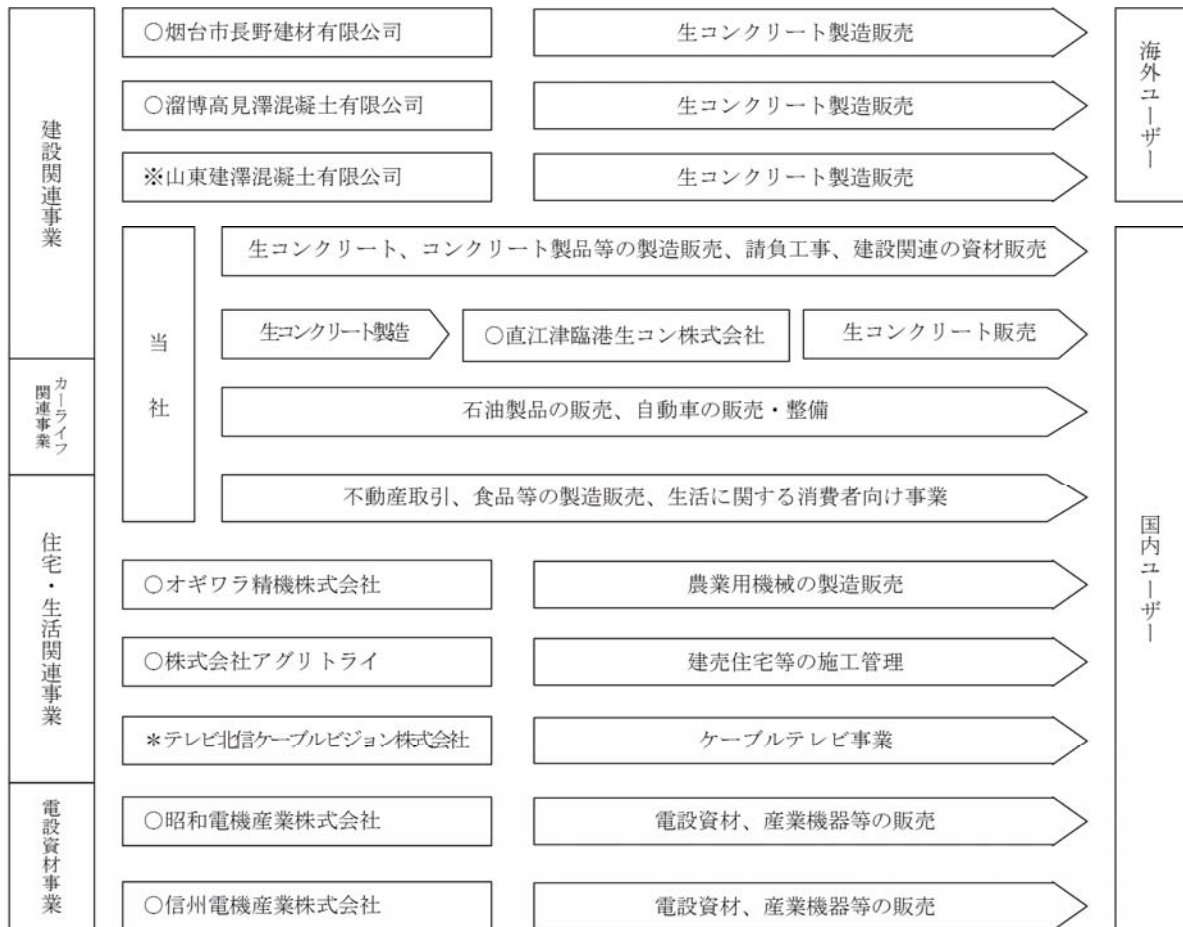 建設関連事業
○烟台市長野建材有限公司
生コンクリート製造販売
海外ユーザー
○淄博高見澤混凝土有限公司
生コンクリート製造販売
※山東建澤混凝土有限公司
生コンクリート製造販売
当社
生コンクリート、コンクリート製品等の製造販売、請負工事、建設関連の資材販売
国内ユーザー
生コンクリート製造
○直江津臨港生コン株式会社
生コンクリート販売
カーライフ
関連事業
石油製品の販売、自動車の販売・整備
住宅・生活関連事業
不動産取引、食品等の製造販売、生活に関する消費者向け事業
○オギワラ精機株式会社
農業用機械の製造販売
○株式会社アグリトライ
建売住宅等の施工管理
＊テレビ北信ケーブルビジョン株式会社
ケーブルテレビ事業
電設資材事業
○昭和電機産業株式会社
電設資材、産業機器等の販売
○信州電機産業株式会社
電設資材、産業機器等の販売